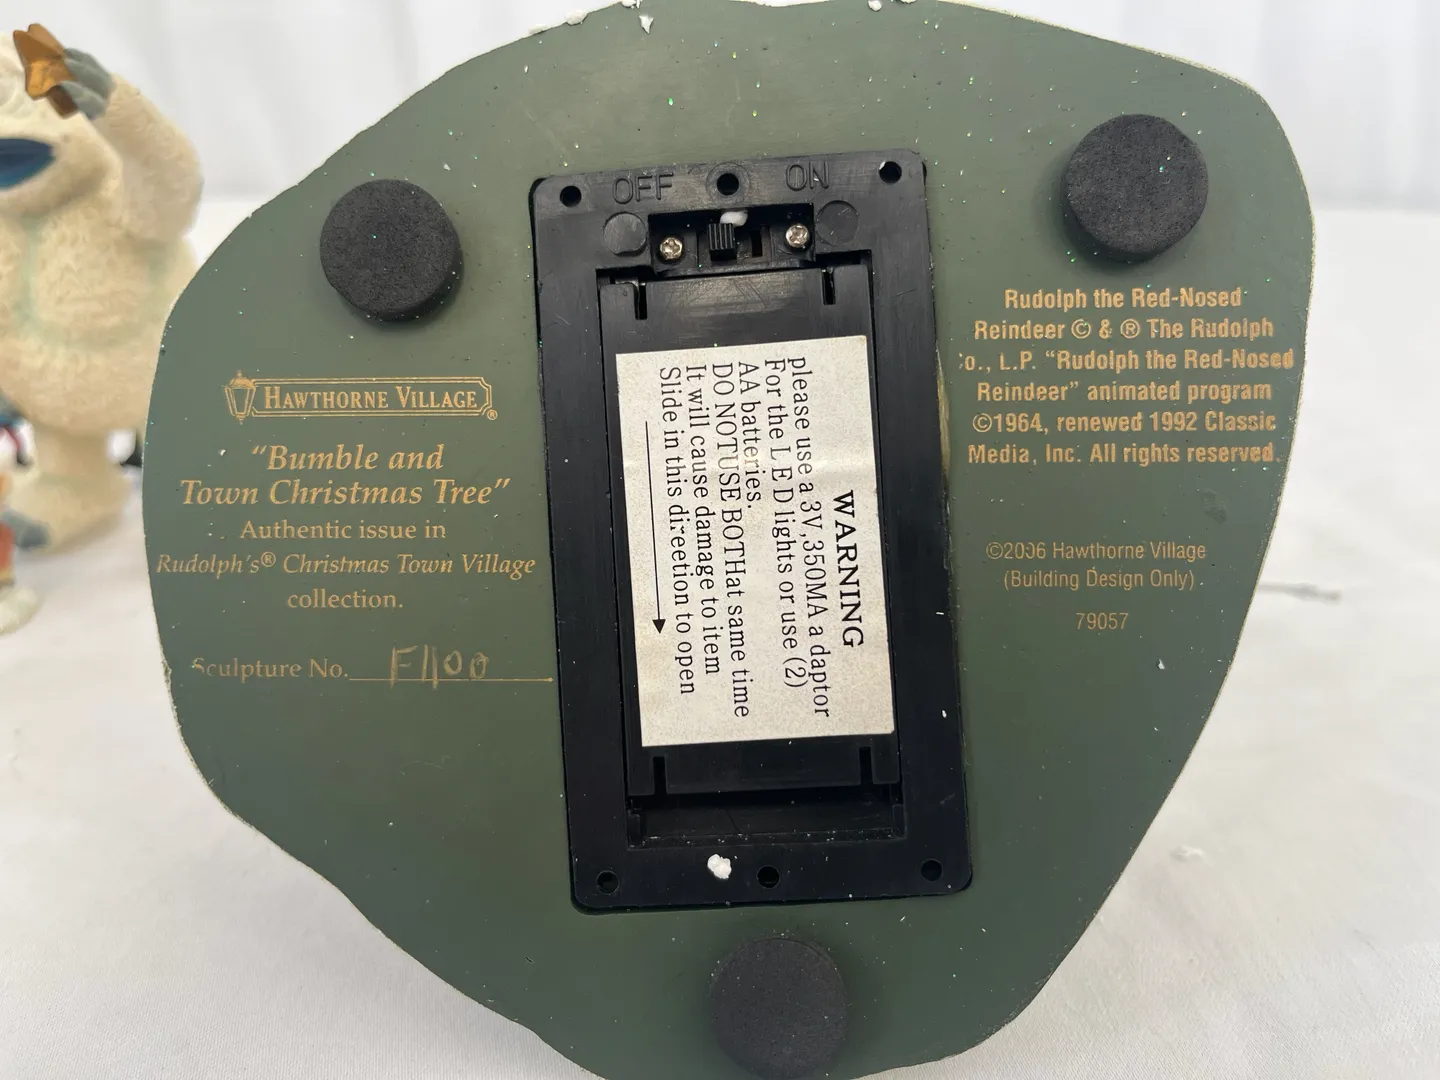 OFF ON
HAWTHORNE VILLAGE®
"Bumble and
Town Christmas Tree"
Authentic issue in
Rudolph's® Christmas Town Village
collection.
Sculpture No. F1100
WARNING
please use a 3V,350MA a daptor
For the L E D lights or use (2)
AA batteries.
DO NOTUSE BOTHat same time
It will cause damage to item
Slide in this direetion to open
Rudolph the Red-Nosed
Reindeer © & ® The Rudolph
o., L.P. "Rudolph the Red-Nosed
Reindeer" animated program
©1964, renewed 1992 Classic
Media, Inc. All rights reserved.
©2006 Hawthorne Village
(Building Design Only)
79057